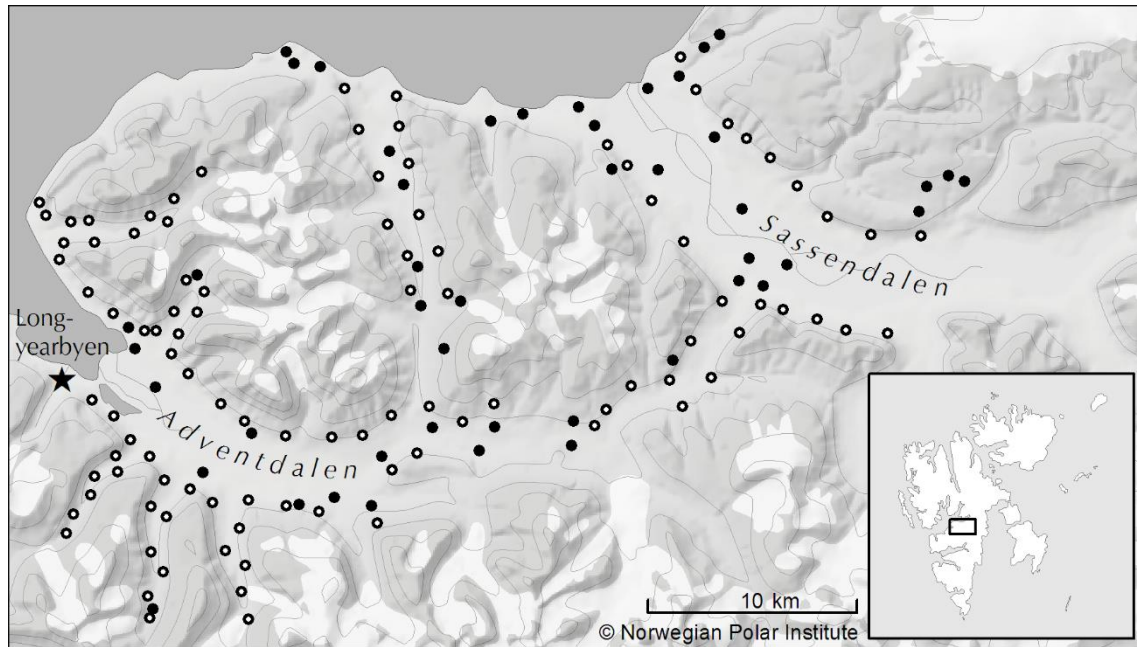 Sassendalen
Long-
yearbyen
Adventdalen
10 km
© Norwegian Polar Institute